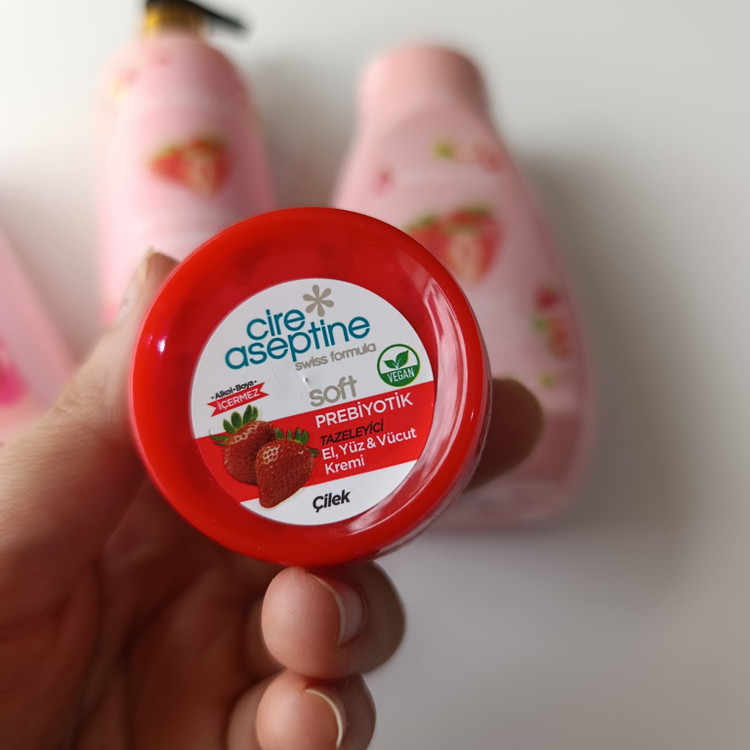 cire
aseptine
swiss formula
VEGAN
soft
• Alkol • Boya •
İÇERMEZ
PREBİYOTİK
TAZELEYİCİ
El, Yüz & Vücut
Kremi
Çilek